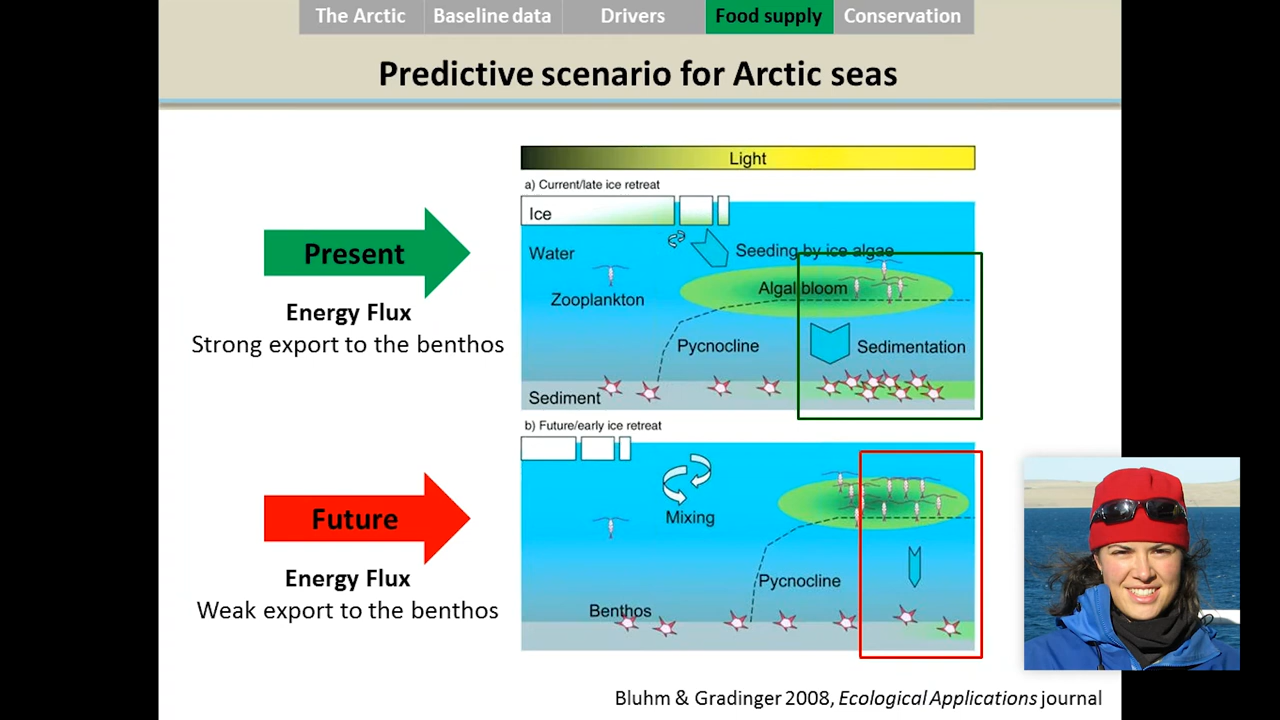 The Arctic
Baseline data
Drivers
Food supply
Conservation
Predictive scenario for Arctic seas
Light
a) Current/late ice retreat
Ice
Present
Water
Seeding by ice algae
Zooplankton
Algal bloom
Energy Flux
Strong export to the benthos
Pycnocline
Sedimentation
Sediment
b) Future/early ice retreat
Future
Mixing
Energy Flux
Weak export to the benthos
Pycnocline
Benthos
Bluhm & Gradinger 2008, Ecological Applications journal